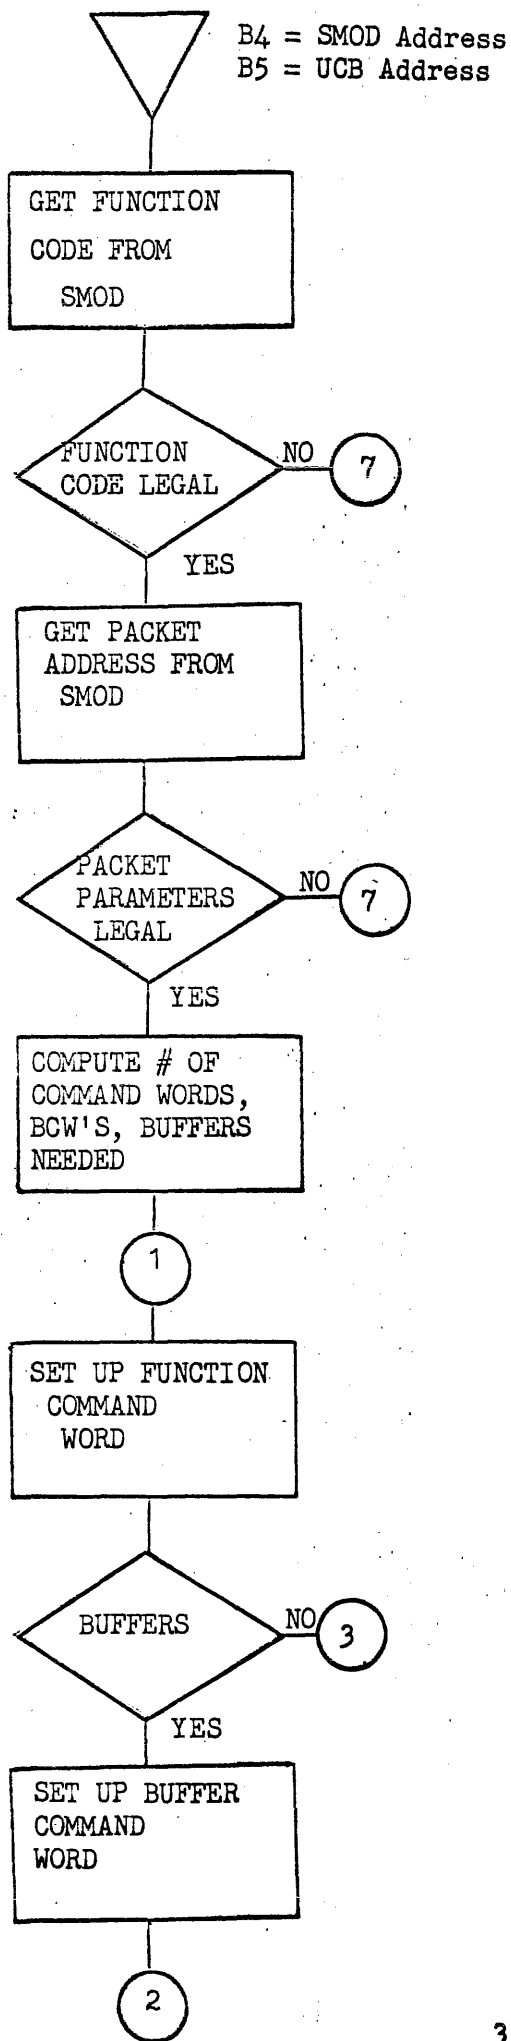 B4 = SMOD Address
B5 = UCB Address
GET FUNCTION
CODE FROM
SMOD
FUNCTION
CODE LEGAL
NO
7
YES
GET PACKET
ADDRESS FROM
SMOD
PACKET
PARAMETERS
LEGAL
NO
7
YES
COMPUTE # OF
COMMAND WORDS,
BCW'S, BUFFERS
NEEDED
1
SET UP FUNCTION
COMMAND
WORD
BUFFERS
NO
3
YES
SET UP BUFFER
COMMAND
WORD
2
3